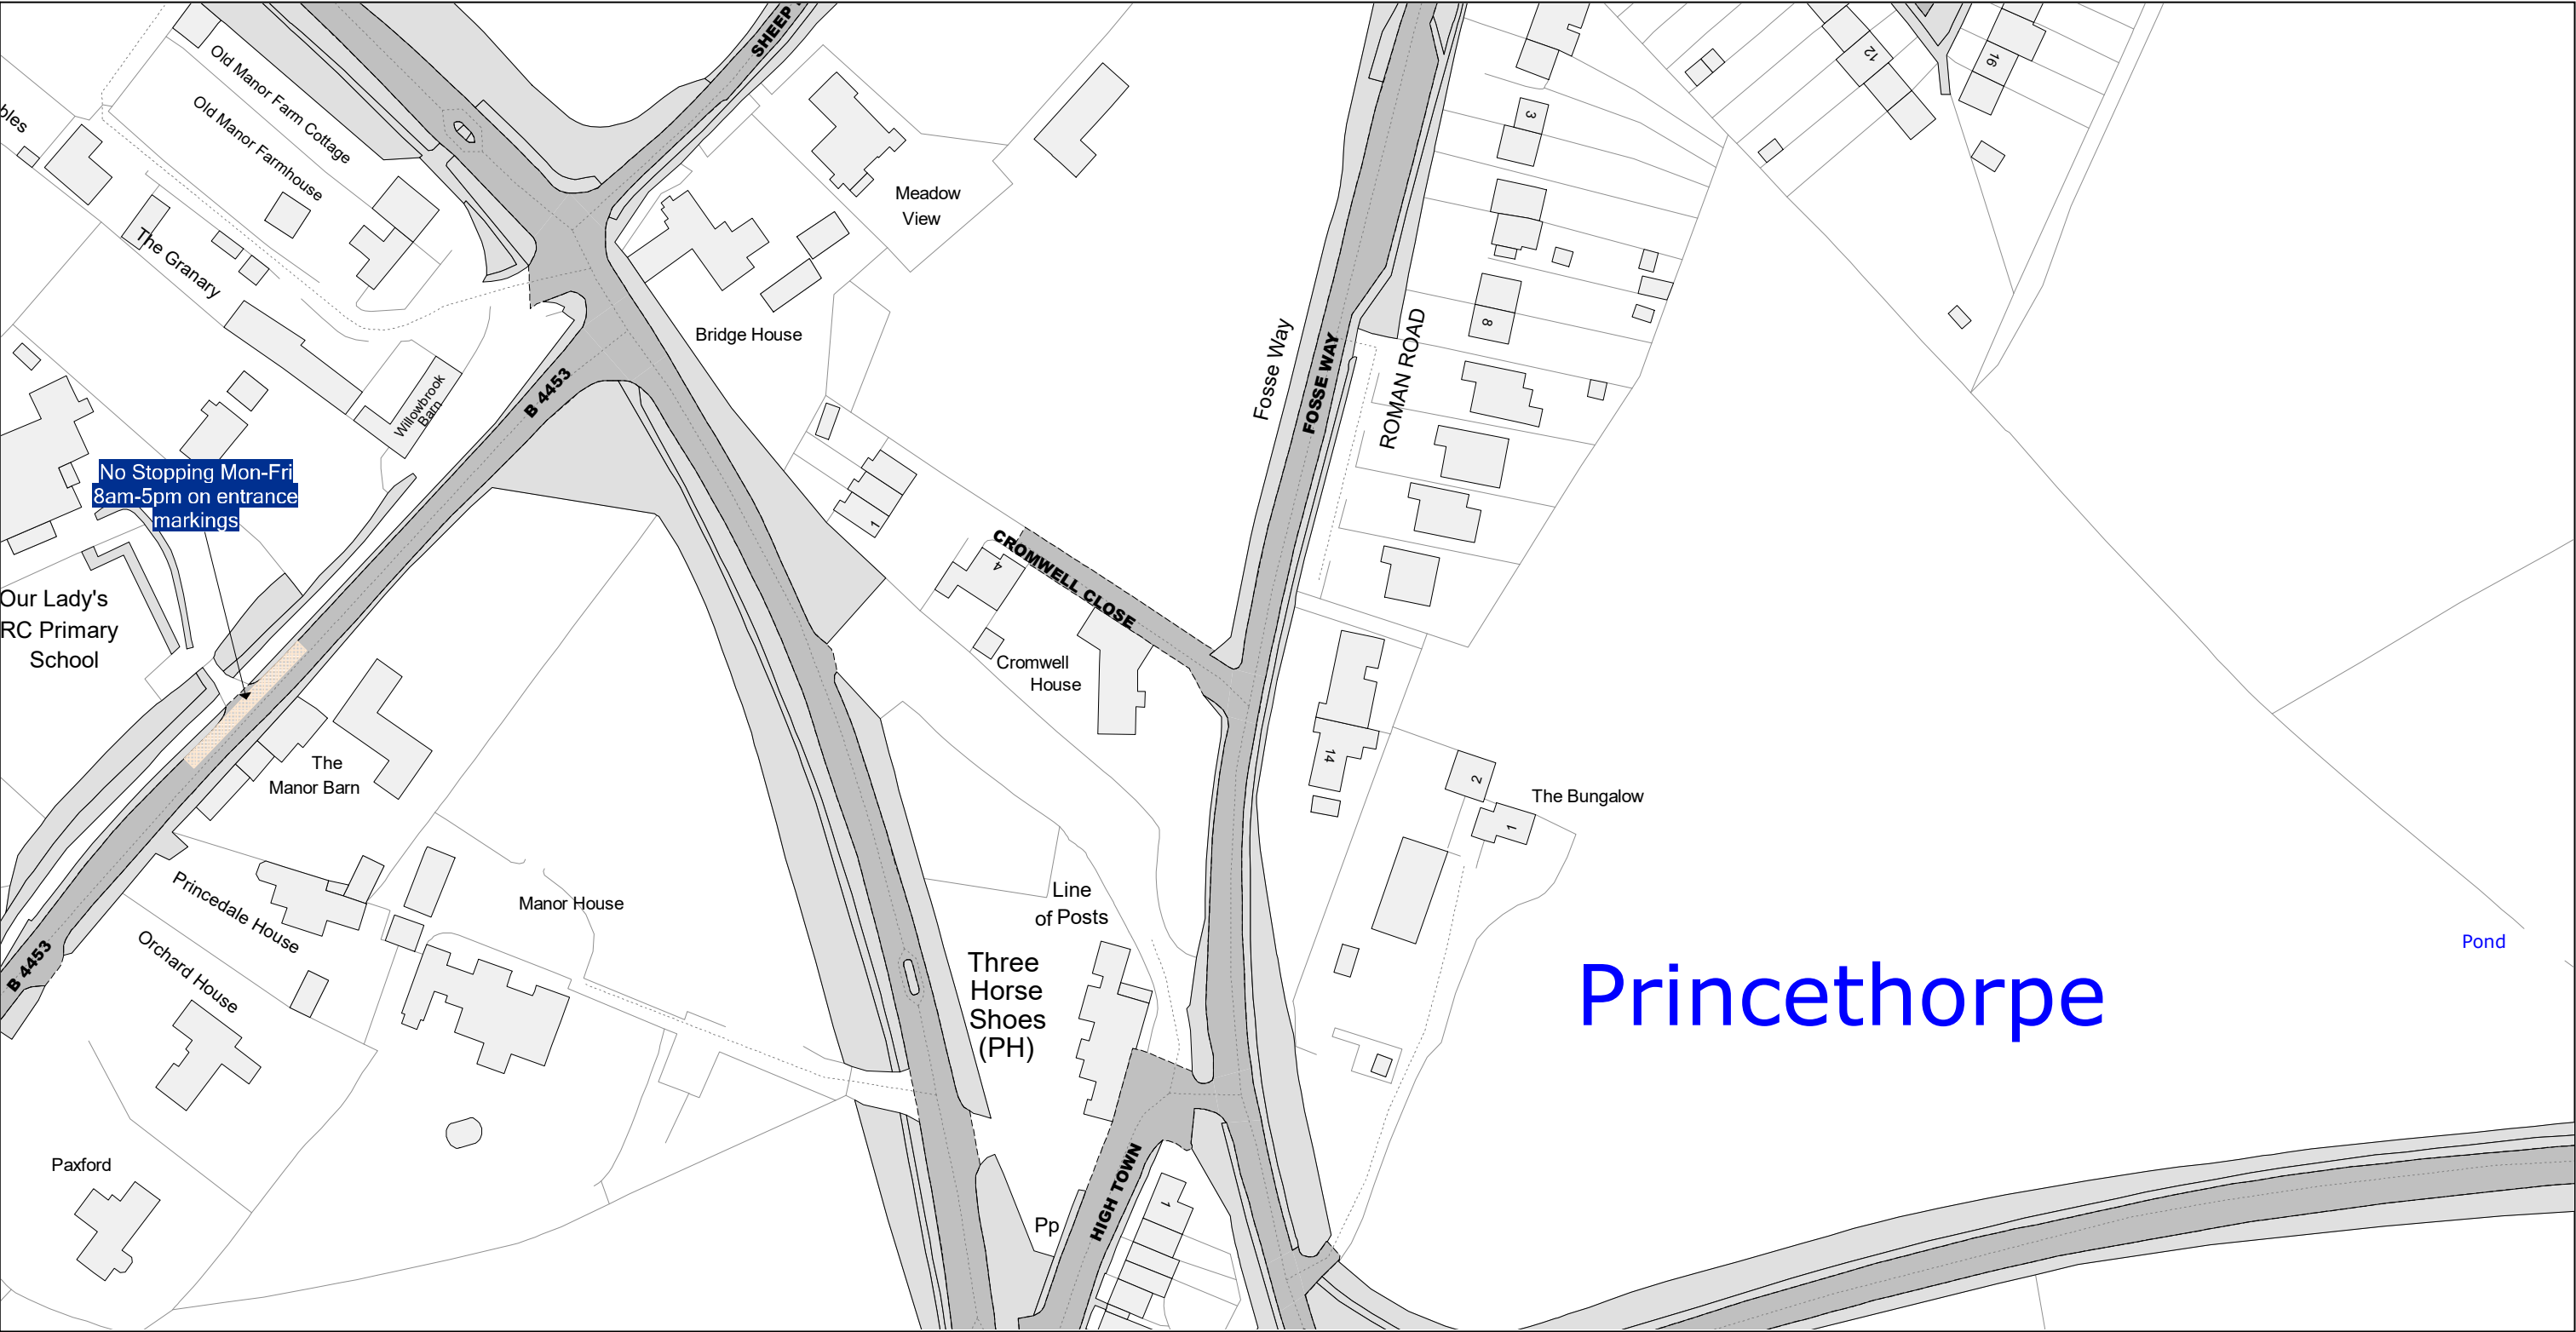 SHEEP
Old Manor Farm Cottage
Old Manor Farmhouse
bles
The Granary
12
16
3
Meadow
View
Bridge House
8
Fosse Way
FOSSE WAY
ROMAN ROAD
B 4453
Willowbrook
Barn
No Stopping Mon-Fri
8am-5pm on entrance
markings
1
CROMWELL CLOSE
4
Our Lady's
RC Primary
School
Cromwell
House
14
2
The Bungalow
1
The
Manor Barn
Princedale House
Manor House
Line
of Posts
Orchard House
B 4453
Three
Horse
Shoes
(PH)
Princethorpe
Pond
Paxford
HIGH TOWN
1
Pp